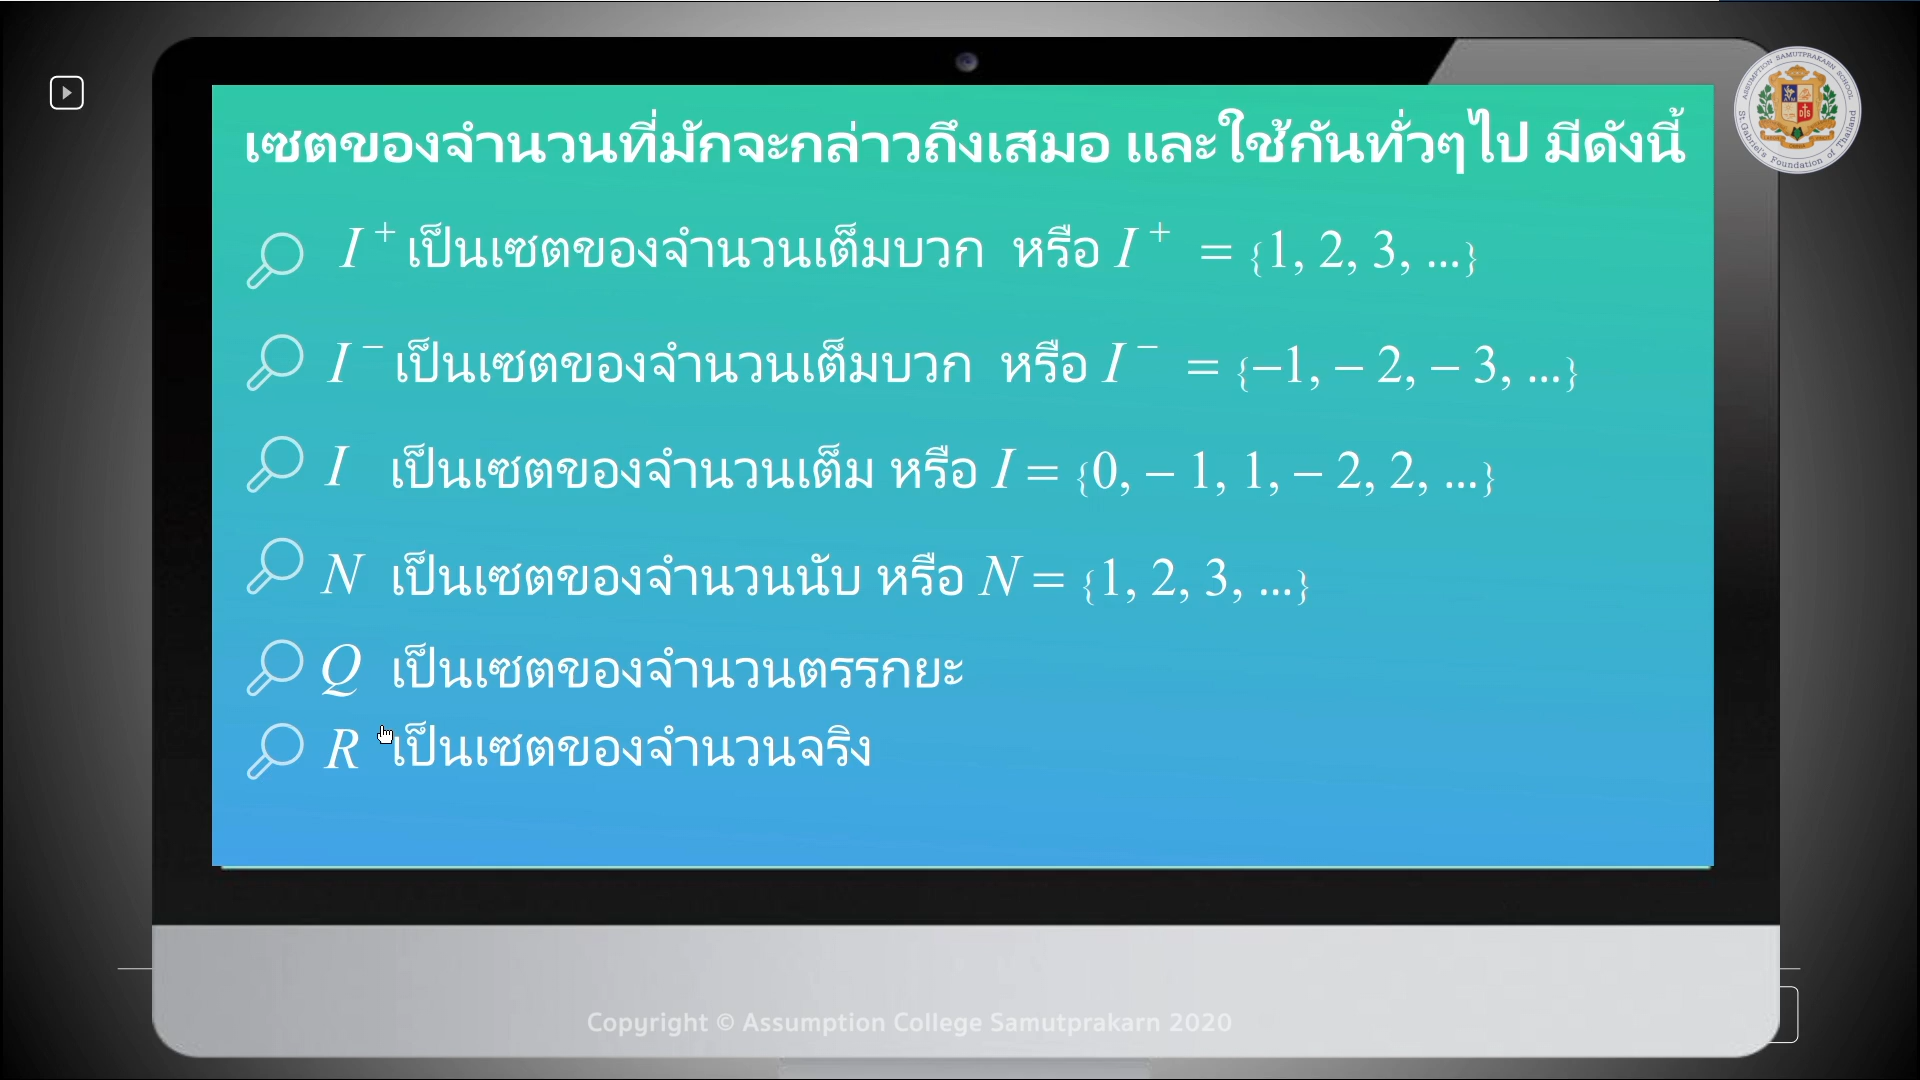 เซตของจำนวนที่มักจะกล่าวถึงเสมอ และใช้กันทั่วๆไป มีดังนี้
I⁺ เป็นเซตของจำนวนเต็มบวก หรือ I⁺ = {1, 2, 3, ...}
I⁻ เป็นเซตของจำนวนเต็มบวก หรือ I⁻ = {−1, − 2, − 3, ...}
I เป็นเซตของจำนวนเต็ม หรือ I = {0, − 1, 1, − 2, 2, ...}
N เป็นเซตของจำนวนนับ หรือ N = {1, 2, 3, ...}
Q เป็นเซตของจำนวนตรรกยะ
R เป็นเซตของจำนวนจริง
ASSUMPTION SAMUTPRAKARN SCHOOL
St.Gabriel's Foundation of Thailand
Copyright © Assumption College Samutprakarn 2020